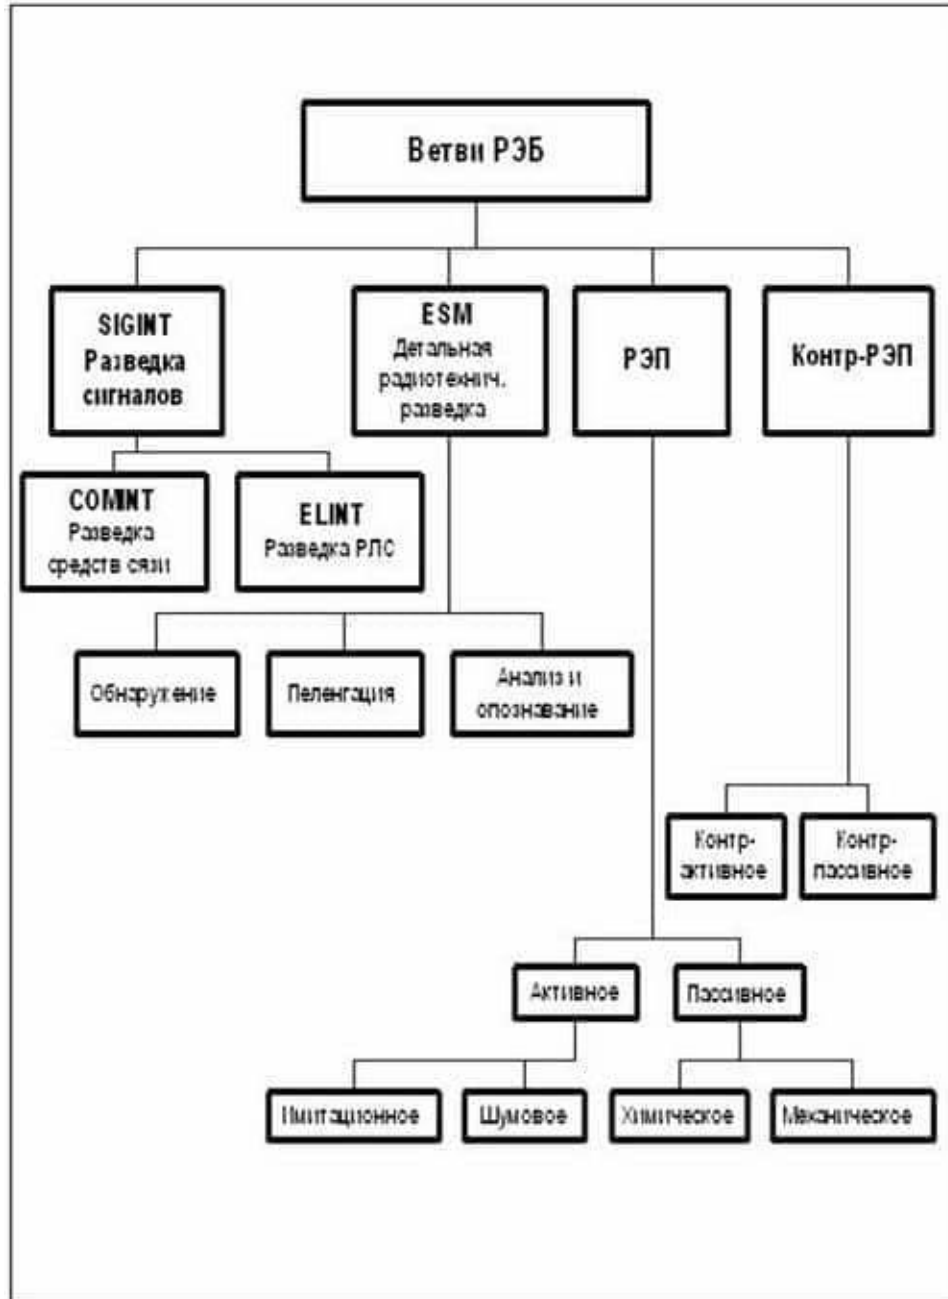 Ветви РЭБ
SIGINT
Разведка
сигналов
ESM
Детальная
радиотехнич.
разведка
РЭП
Контр-РЭП
COMINT
Разведка
средств сязи
ELINT
Разведка РЛС
Обнаружение
Пеленгация
Анализ и
опознавание
Контр-
активное
Контр-
пассивное
Активное
Пассивное
Имитационное
Шумовое
Химическое
Механическое